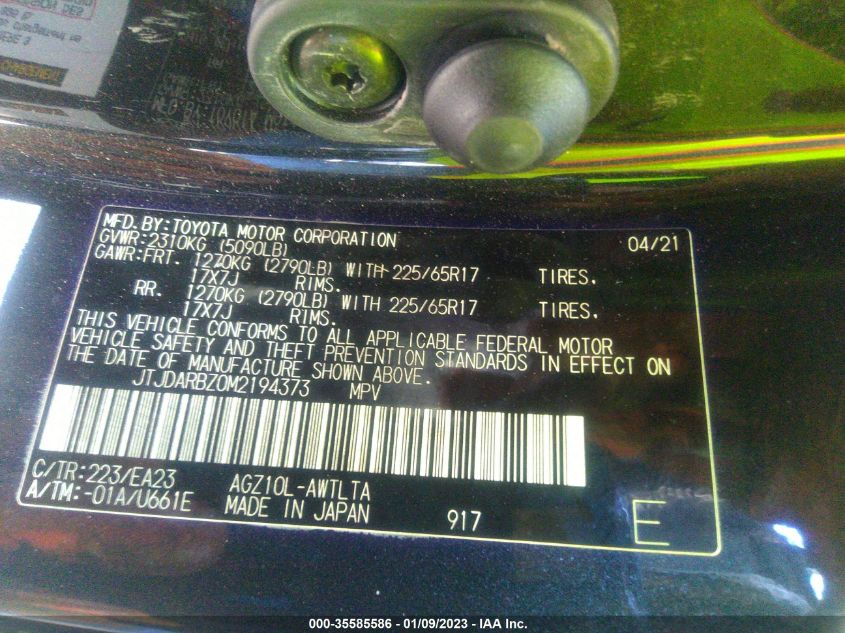 MFD. BY: TOYOTA MOTOR CORPORATION 04/21
GVWR: 2310KG (5090LB)
GAWR: FRT. 1270KG (2790LB) WITH 225/65R17 TIRES.
17X7J RIMS.
RR. 1270KG (2790LB) WITH 225/65R17 TIRES.
17X7J RIMS.
THIS VEHICLE CONFORMS TO ALL APPLICABLE FEDERAL MOTOR
VEHICLE SAFETY AND THEFT PREVENTION STANDARDS IN EFFECT ON
THE DATE OF MANUFACTURE SHOWN ABOVE.
JTJDARBZ0M2194373 MPV
C/TR: 223/EA23 AGZ10L-AWTLTA
A/TM: -01A/U661E MADE IN JAPAN 917 E
000-35585586 - 01/09/2023 - IAA Inc.